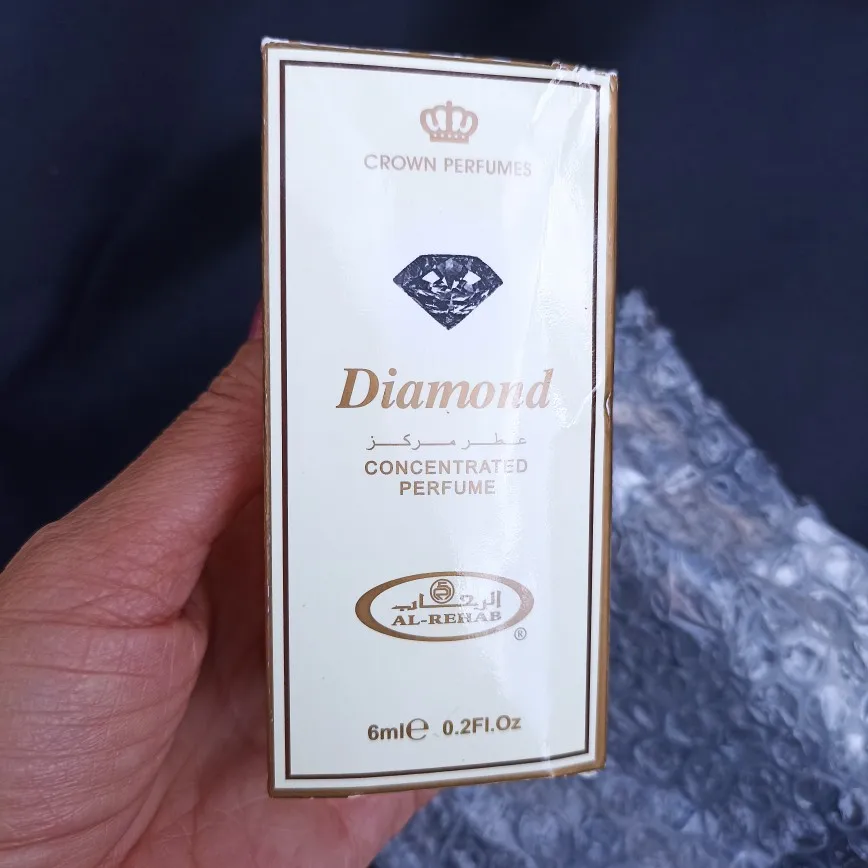 CROWN PERFUMES
Diamond
عطر مركز
CONCENTRATED
PERFUME
الرحاب
AL-REHAB
®
6ml℮ 0.2Fl.Oz